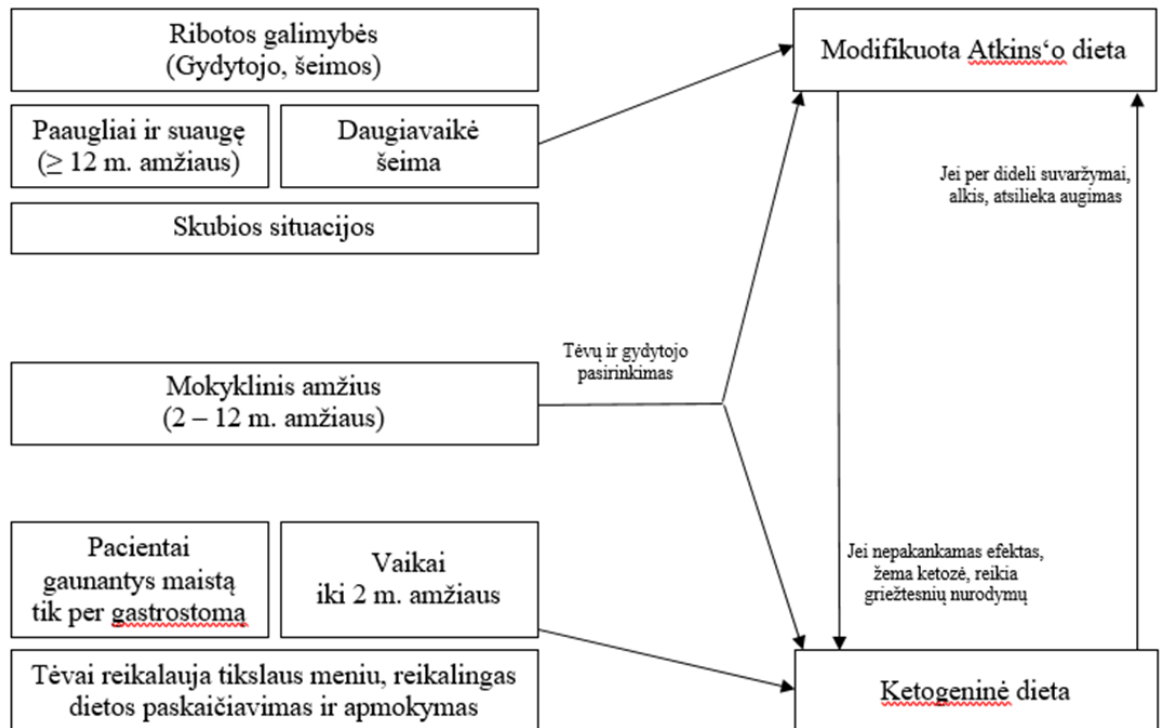 Ribotos galimybės
(Gydytojo, šeimos)
Paaugliai ir suaugę
(≥ 12 m. amžiaus)
Daugiavaikė
šeima
Skubios situacijos
Modifikuota Atkins‘o dieta
Jei per dideli suvaržymai,
alkis, atsilieka augimas
Tėvų ir gydytojo
pasirinkimas
Mokyklinis amžius
(2 – 12 m. amžiaus)
Jei nepakankamas efektas,
žema ketozė, reikia
griežtesnių nurodymų
Pacientai
gaunantys maistą
tik per gastrostomą
Vaikai
iki 2 m. amžiaus
Tėvai reikalauja tikslaus meniu, reikalingas
dietos paskaičiavimas ir apmokymas
Ketogeninė dieta